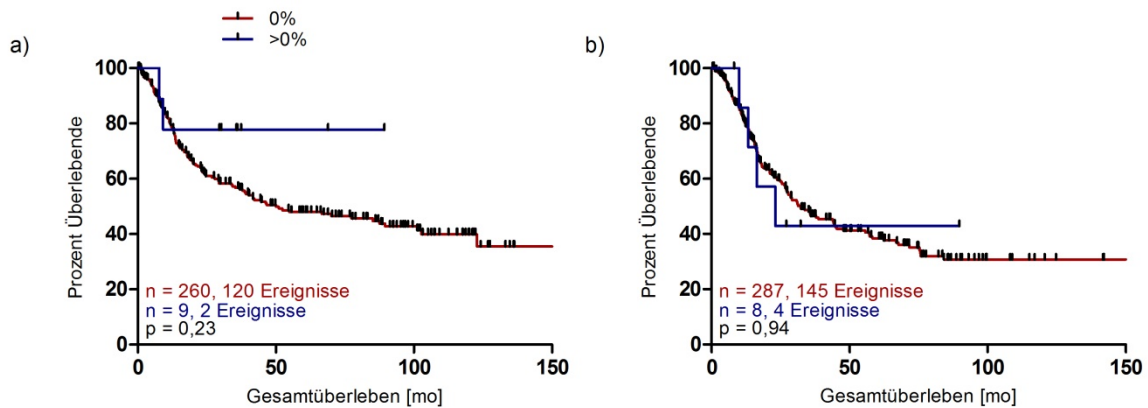 0%
>0%
a)
Prozent Überlebende
100
80
60
40
20
0
n = 260, 120 Ereignisse
n = 9, 2 Ereignisse
p = 0,23
0 50 100 150
Gesamtüberleben [mo]
b)
Prozent Überlebende
100
80
60
40
20
0
n = 287, 145 Ereignisse
n = 8, 4 Ereignisse
p = 0,94
0 50 100 150
Gesamtüberleben [mo]